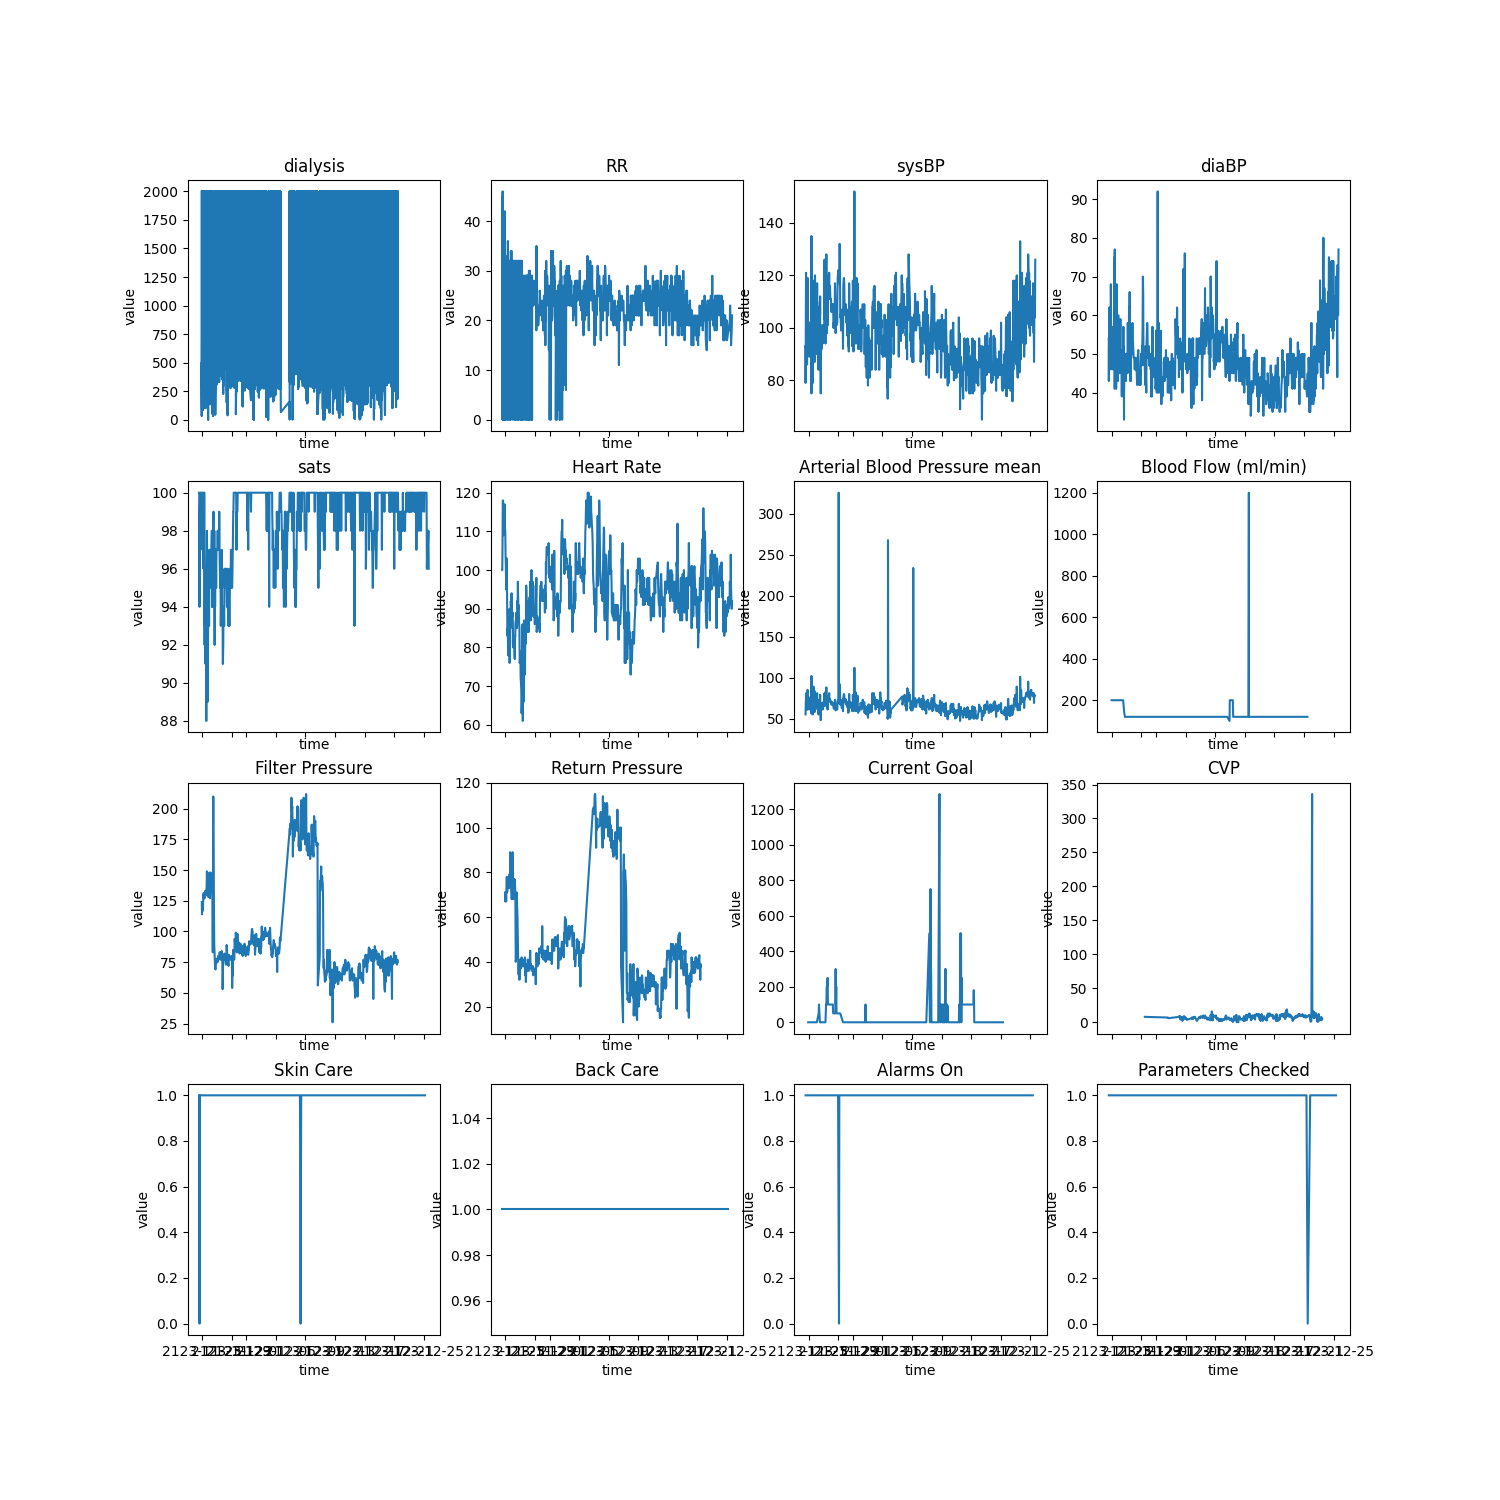 dialysis RR sysBP diaBP
2000
1750
1500
1250
1000
750
500
250
0
value
time
40
30
20
10
0
value
time
140
120
100
80
value
time
90
80
70
60
50
40
value
time
sats Heart Rate Arterial Blood Pressure mean Blood Flow (ml/min)
100
98
96
94
92
90
88
value
time
120
110
100
90
80
70
60
value
time
300
250
200
150
100
50
value
time
1200
1000
800
600
400
200
value
time
Filter Pressure Return Pressure Current Goal CVP
200
175
150
125
100
75
50
25
value
time
120
100
80
60
40
20
value
time
1200
1000
800
600
400
200
0
value
time
350
300
250
200
150
100
50
0
value
time
Skin Care Back Care Alarms On Parameters Checked
1.0
0.8
0.6
0.4
0.2
0.0
value
time
1.04
1.02
1.00
0.98
0.96
value
time
1.0
0.8
0.6
0.4
0.2
0.0
value
time
1.0
0.8
0.6
0.4
0.2
0.0
value
time